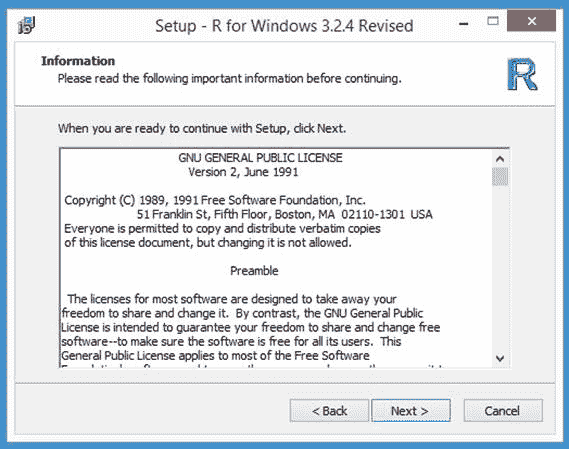 Setup - R for Windows 3.2.4 Revised
Information
Please read the following important information before continuing.
R
When you are ready to continue with Setup, click Next.
GNU GENERAL PUBLIC LICENSE
Version 2, June 1991
Copyright (C) 1989, 1991 Free Software Foundation, Inc.
51 Franklin St, Fifth Floor, Boston, MA 02110-1301 USA
Everyone is permitted to copy and distribute verbatim copies
of this license document, but changing it is not allowed.
Preamble
The licenses for most software are designed to take away your
freedom to share and change it. By contrast, the GNU General Public
License is intended to guarantee your freedom to share and change free
software--to make sure the software is free for all its users. This
General Public License applies to most of the Free Software
< Back
Next >
Cancel